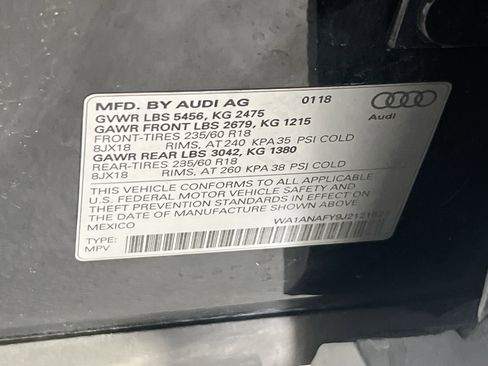 MFD. BY AUDI AG 0118
GVWR LBS 5456, KG 2475
GAWR FRONT LBS 2679, KG 1215
FRONT-TIRES 235/60 R18
8JX18 RIMS, AT 240 KPA 35 PSI COLD
GAWR REAR LBS 3042, KG 1380
REAR-TIRES 235/60 R18
8JX18 RIMS, AT 260 KPA 38 PSI COLD
THIS VEHICLE CONFORMS TO ALL APPLICABLE
U.S. FEDERAL MOTOR VEHICLE SAFETY, BUMPER AND
THEFT PREVENTION STANDARDS IN EFFECT ON
THE DATE OF MANUFACTURE SHOWN ABOVE.
MEXICO
TYPE:
MPV
Audi